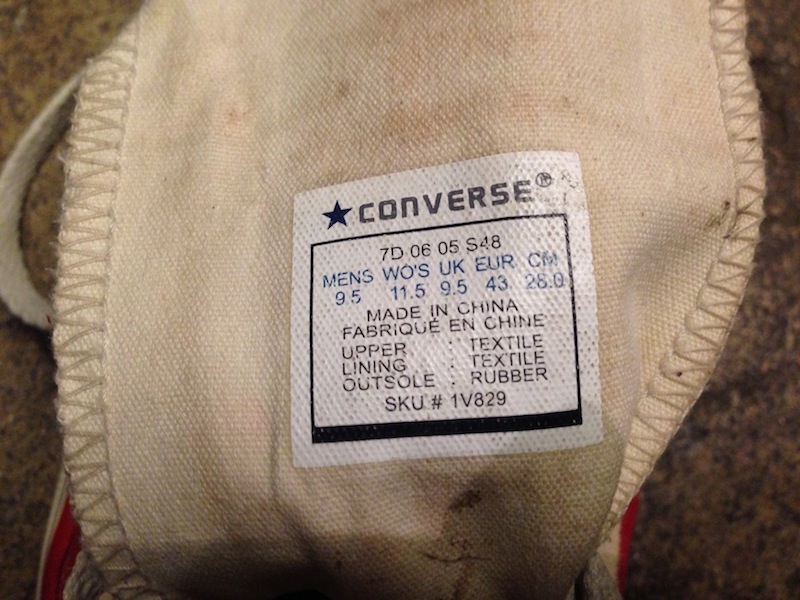 ★CONVERSE®
7D 06 05 S48
MENS WO'S UK EUR CM
9.5 11.5 9.5 43 28.0
MADE IN CHINA
FABRIQUÉ EN CHINE
UPPER : TEXTILE
LINING : TEXTILE
OUTSOLE : RUBBER
SKU # 1V829